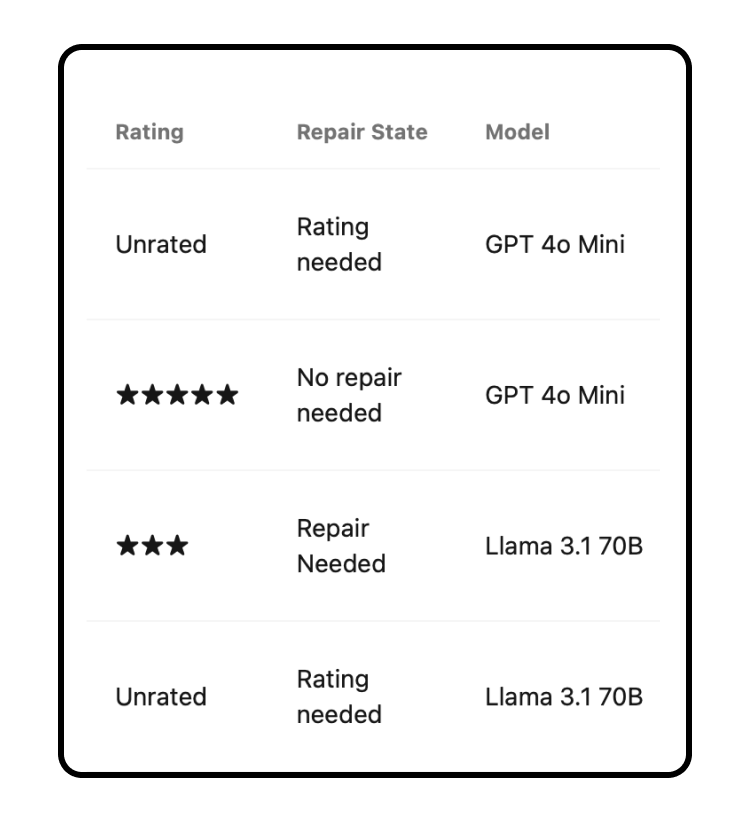 Rating Repair State Model
Unrated Rating needed GPT 4o Mini
★★★★★ No repair needed GPT 4o Mini
★★★ Repair Needed Llama 3.1 70B
Unrated Rating needed Llama 3.1 70B